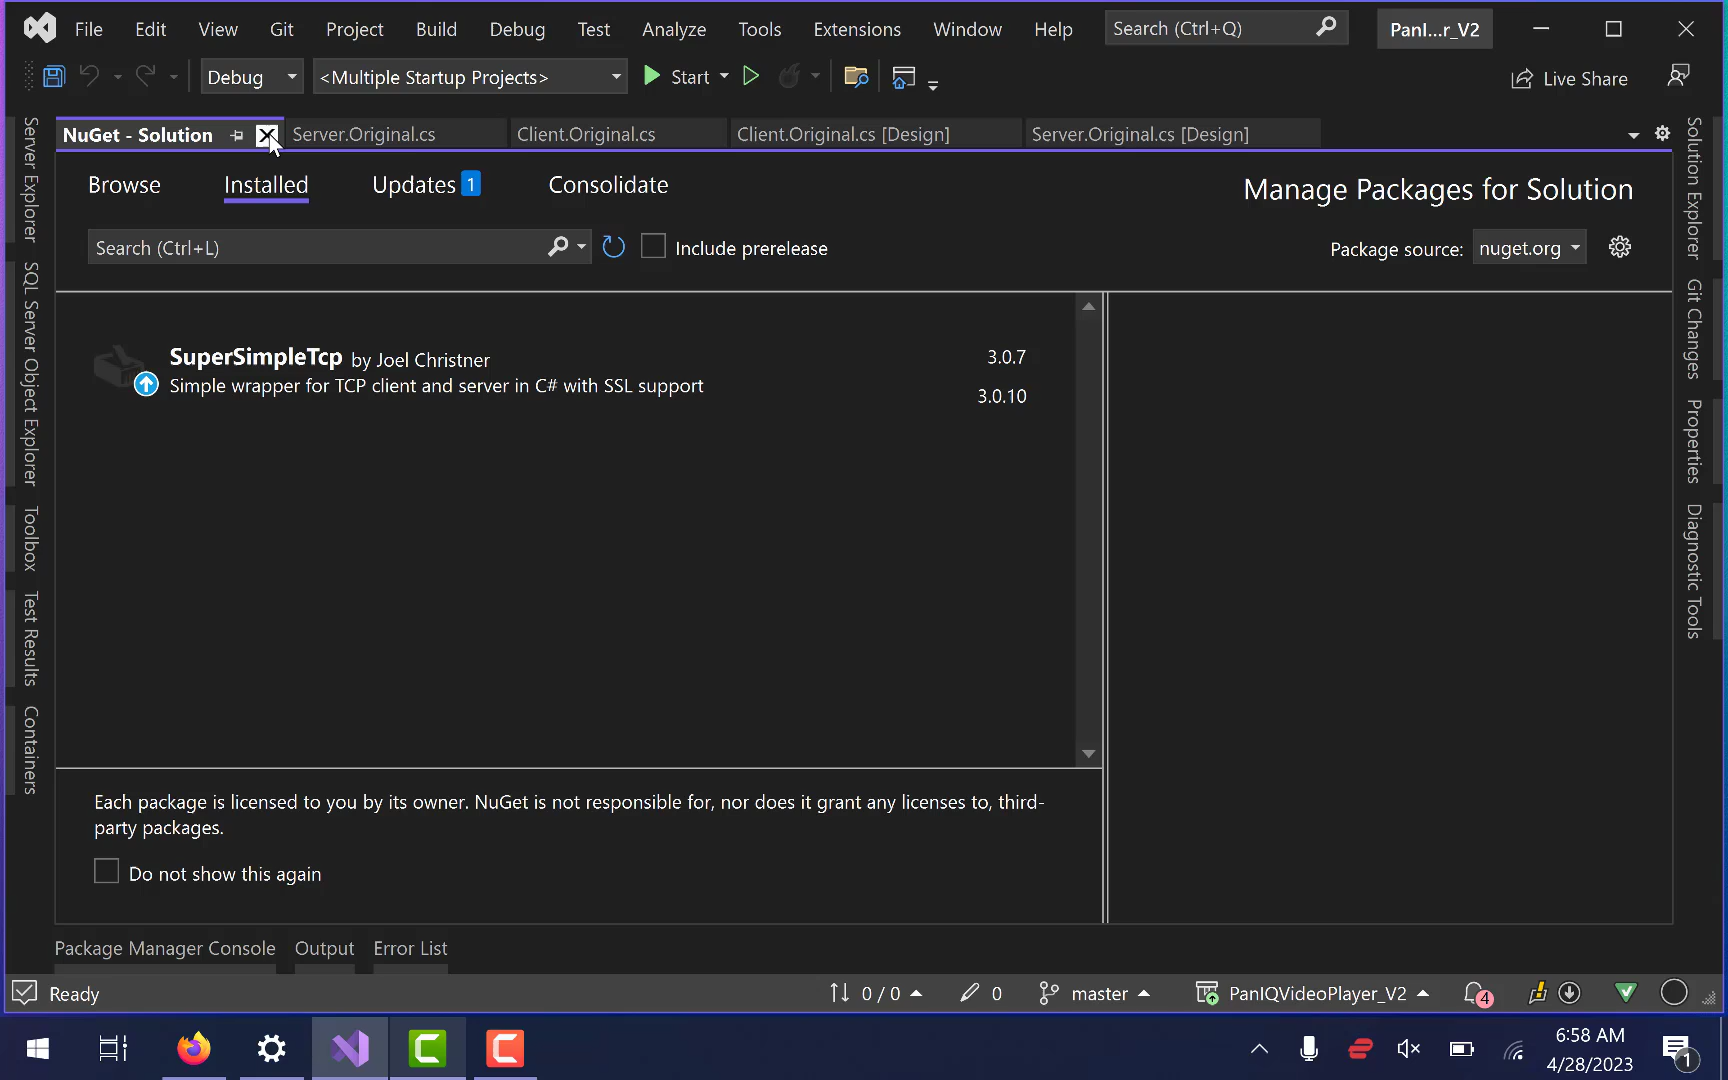 File Edit View Git Project Build Debug Test Analyze Tools Extensions Window Help Search (Ctrl+Q) PanI...r_V2
Debug <Multiple Startup Projects> Start Live Share
NuGet - Solution Server.Original.cs Client.Original.cs Client.Original.cs [Design] Server.Original.cs [Design]
Browse Installed Updates 1 Consolidate Manage Packages for Solution
Search (Ctrl+L) Include prerelease Package source: nuget.org
SuperSimpleTcp by Joel Christner 3.0.7
Simple wrapper for TCP client and server in C# with SSL support
3.0.10
Each package is licensed to you by its owner. NuGet is not responsible for, nor does it grant any licenses to, third-
party packages.
Do not show this again
Server Explorer
SQL Server Object Explorer
Toolbox
Test Results
Containers
Solution Explorer
Git Changes
Properties
Diagnostic Tools
Package Manager Console Output Error List
Ready 0 / 0 0 master PanIQVideoPlayer_V2 4
6:58 AM
4/28/2023
1